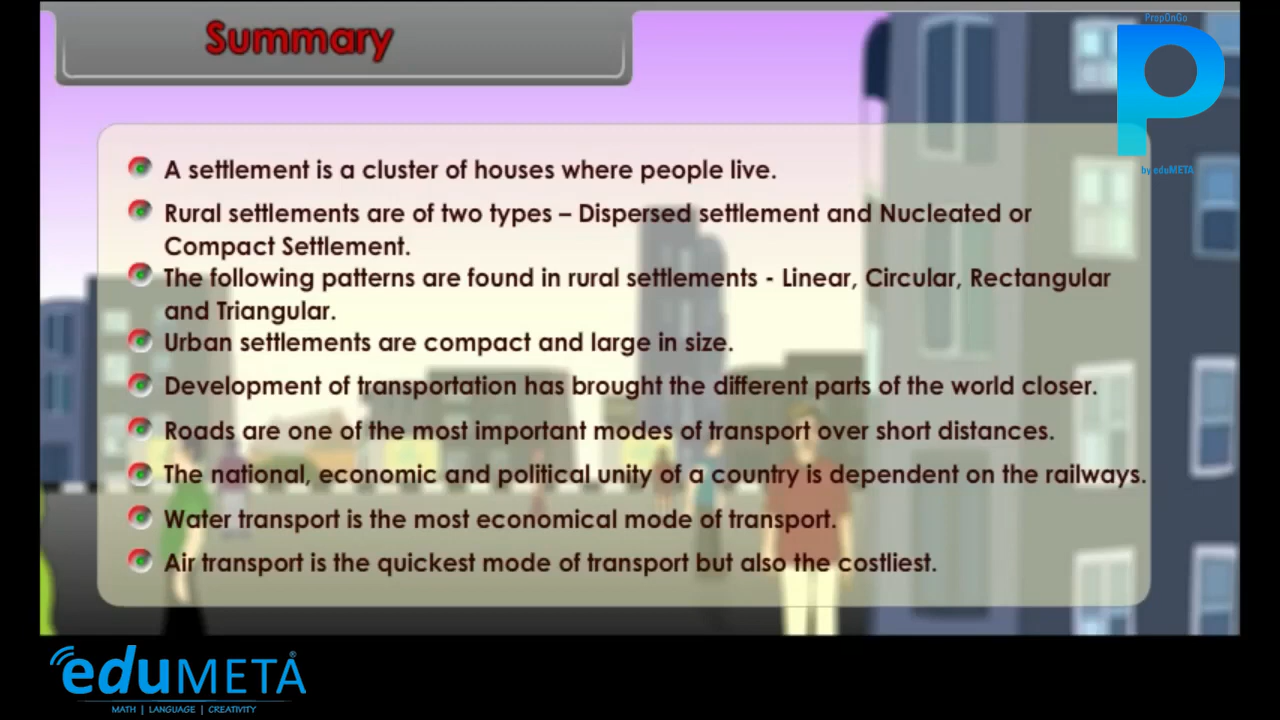 Summary
PrepOnGo
P
by eduMETA
A settlement is a cluster of houses where people live.
Rural settlements are of two types – Dispersed settlement and Nucleated or
Compact Settlement.
The following patterns are found in rural settlements - Linear, Circular, Rectangular
and Triangular.
Urban settlements are compact and large in size.
Development of transportation has brought the different parts of the world closer.
Roads are one of the most important modes of transport over short distances.
The national, economic and political unity of a country is dependent on the railways.
Water transport is the most economical mode of transport.
Air transport is the quickest mode of transport but also the costliest.
eduMETA®
MATH | LANGUAGE | CREATIVITY